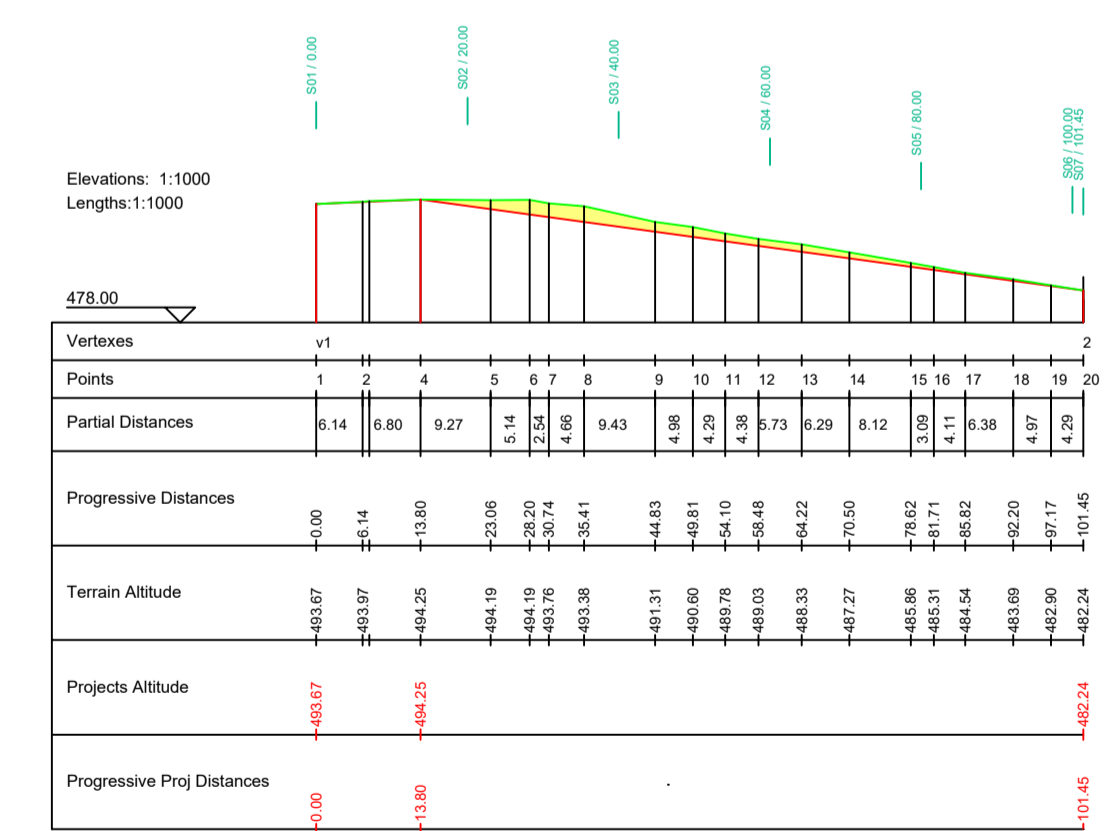 S01 / 0.00
S02 / 20.00
S03 / 40.00
S04 / 60.00
S05 / 80.00
S06 / 100.00
S07 / 101.45
Elevations: 1:1000
Lengths:1:1000
478.00
Vertexes v1 2
Points 1 2 4 5 6 7 8 9 10 11 12 13 14 15 16 17 18 19 20
Partial Distances 6.14 6.80 9.27 5.14 2.54 4.66 9.43 4.98 4.29 4.38 5.73 6.29 8.12 3.09 4.11 6.38 4.97 4.29
Progressive Distances 0.00 6.14 13.80 23.06 28.20 30.74 35.41 44.83 49.81 54.10 58.48 64.22 70.50 78.62 81.71 85.82 92.20 97.17 101.45
Terrain Altitude 493.67 493.97 494.25 494.19 494.19 493.76 493.38 491.31 490.60 489.78 489.03 488.33 487.27 485.86 485.31 484.54 483.69 482.90 482.24
Projects Altitude 493.67 494.25 482.24
Progressive Proj Distances 0.00 13.80 101.45